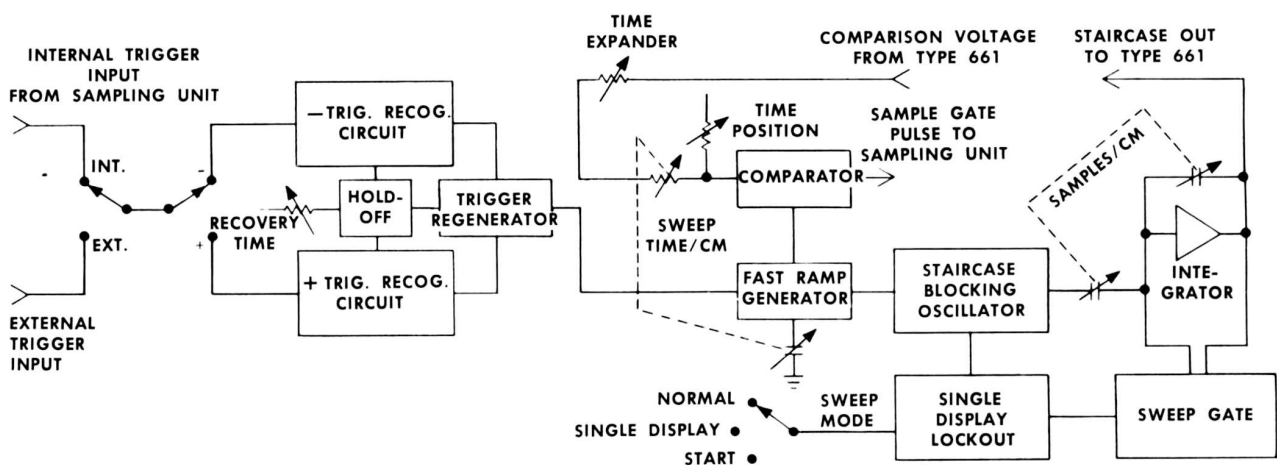 INTERNAL TRIGGER
INPUT
FROM SAMPLING UNIT
INT.
EXT.
EXTERNAL
TRIGGER
INPUT
-
+
RECOVERY
TIME
—TRIG. RECOG.
CIRCUIT
HOLD-
OFF
+TRIG. RECOG.
CIRCUIT
TRIGGER
REGENERATOR
TIME
EXPANDER
TIME
POSITION
SWEEP
TIME/CM
COMPARISON VOLTAGE
FROM TYPE 661
SAMPLE GATE
PULSE TO
SAMPLING UNIT
COMPARATOR
FAST RAMP
GENERATOR
STAIRCASE
BLOCKING
OSCILLATOR
STAIRCASE OUT
TO TYPE 661
SAMPLES/CM
INTE-
GRATOR
NORMAL
SINGLE DISPLAY
START
SWEEP
MODE
SINGLE
DISPLAY
LOCKOUT
SWEEP GATE